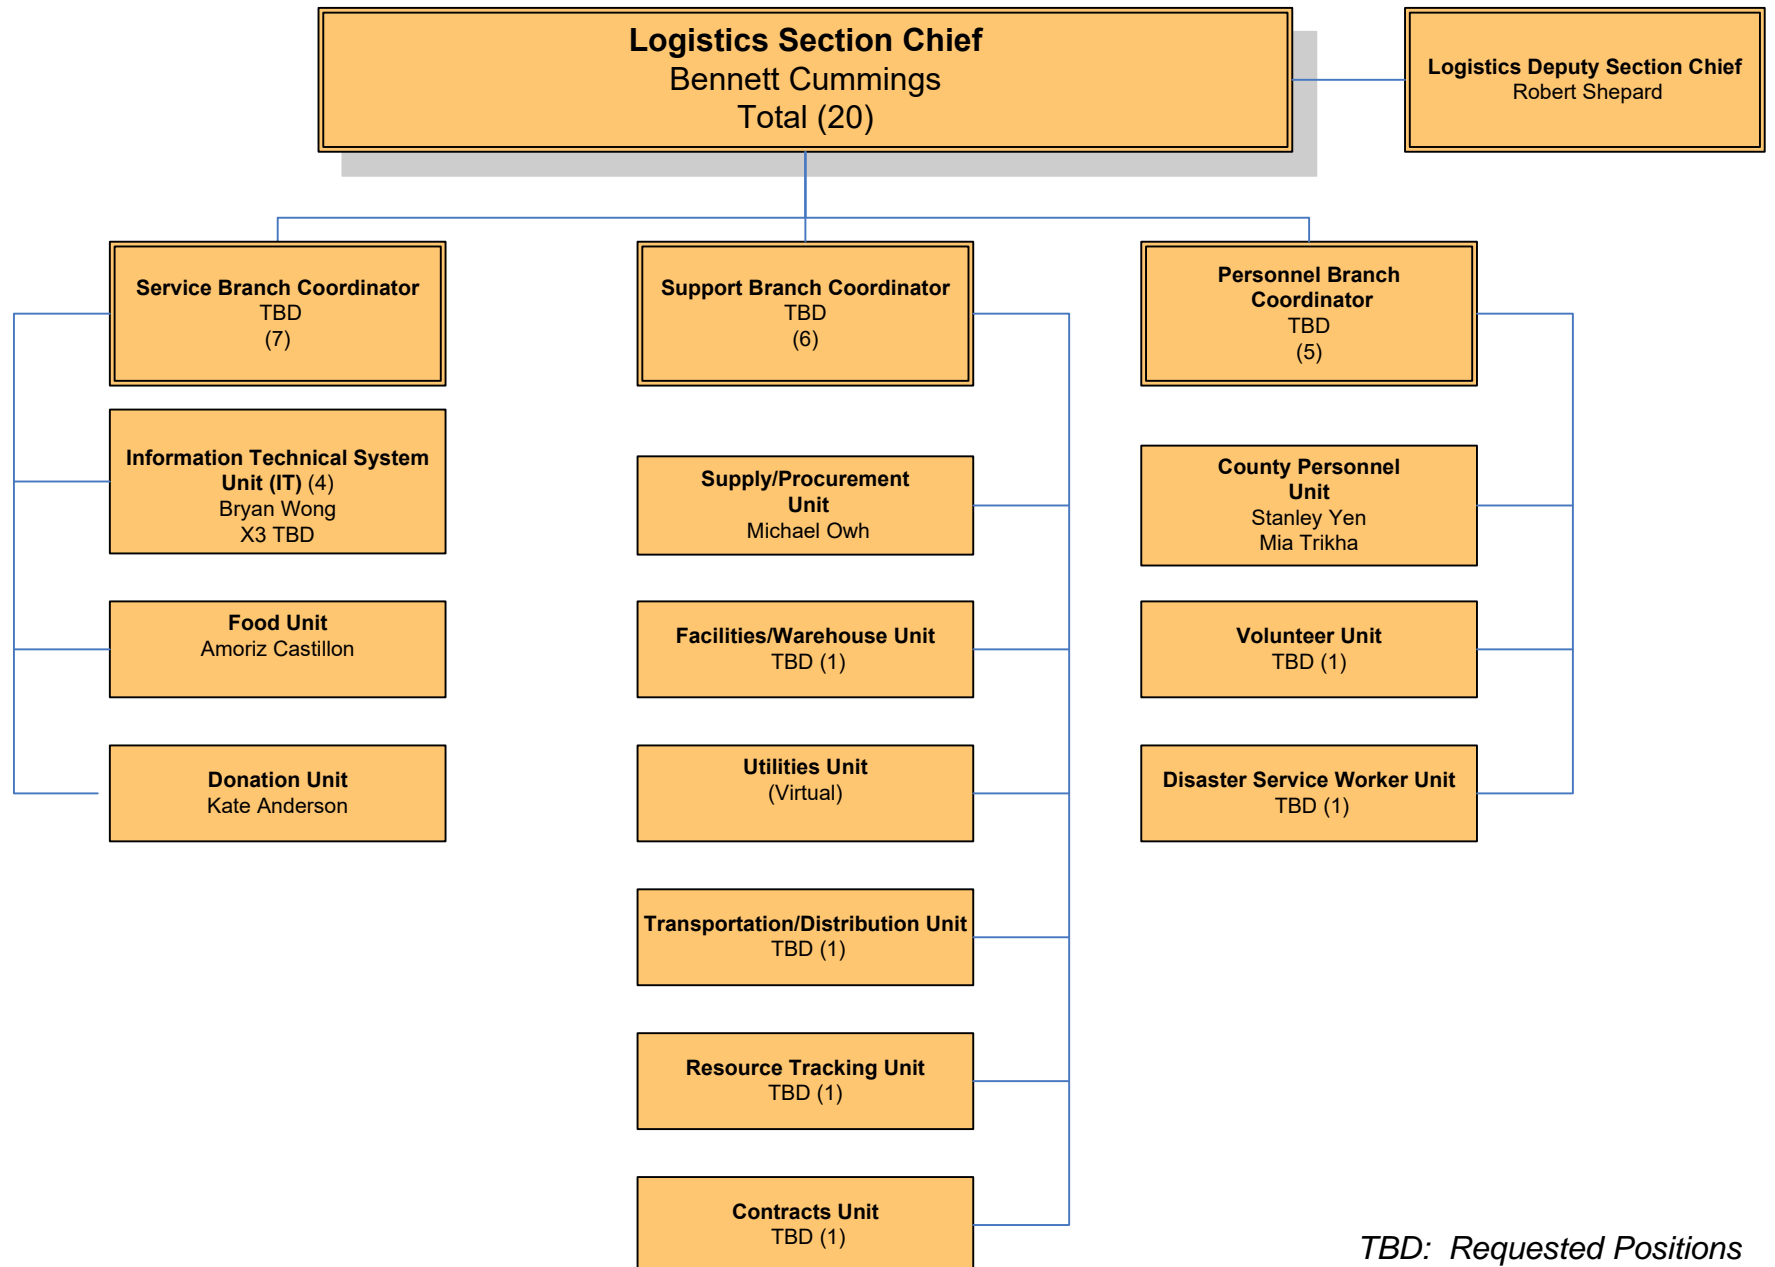 Logistics Section Chief
Bennett Cummings
Total (20)
Logistics Deputy Section Chief
Robert Shepard
Service Branch Coordinator
TBD
(7)
Support Branch Coordinator
TBD
(6)
Personnel Branch
Coordinator
TBD
(5)
Information Technical System
Unit (IT) (4)
Bryan Wong
X3 TBD
Food Unit
Amoriz Castillon
Donation Unit
Kate Anderson
Supply/Procurement
Unit
Michael Owh
Facilities/Warehouse Unit
TBD (1)
Utilities Unit
(Virtual)
Transportation/Distribution Unit
TBD (1)
Resource Tracking Unit
TBD (1)
Contracts Unit
TBD (1)
County Personnel
Unit
Stanley Yen
Mia Trikha
Volunteer Unit
TBD (1)
Disaster Service Worker Unit
TBD (1)
TBD:  Requested Positions